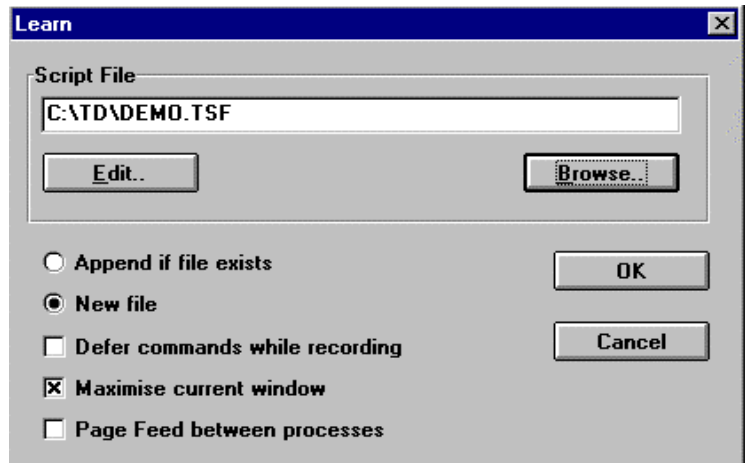 Learn
Script File
C:\TD\DEMO.TSF
Edit..
Browse..
Append if file exists
OK
New file
Defer commands while recording
Cancel
Maximise current window
Page Feed between processes